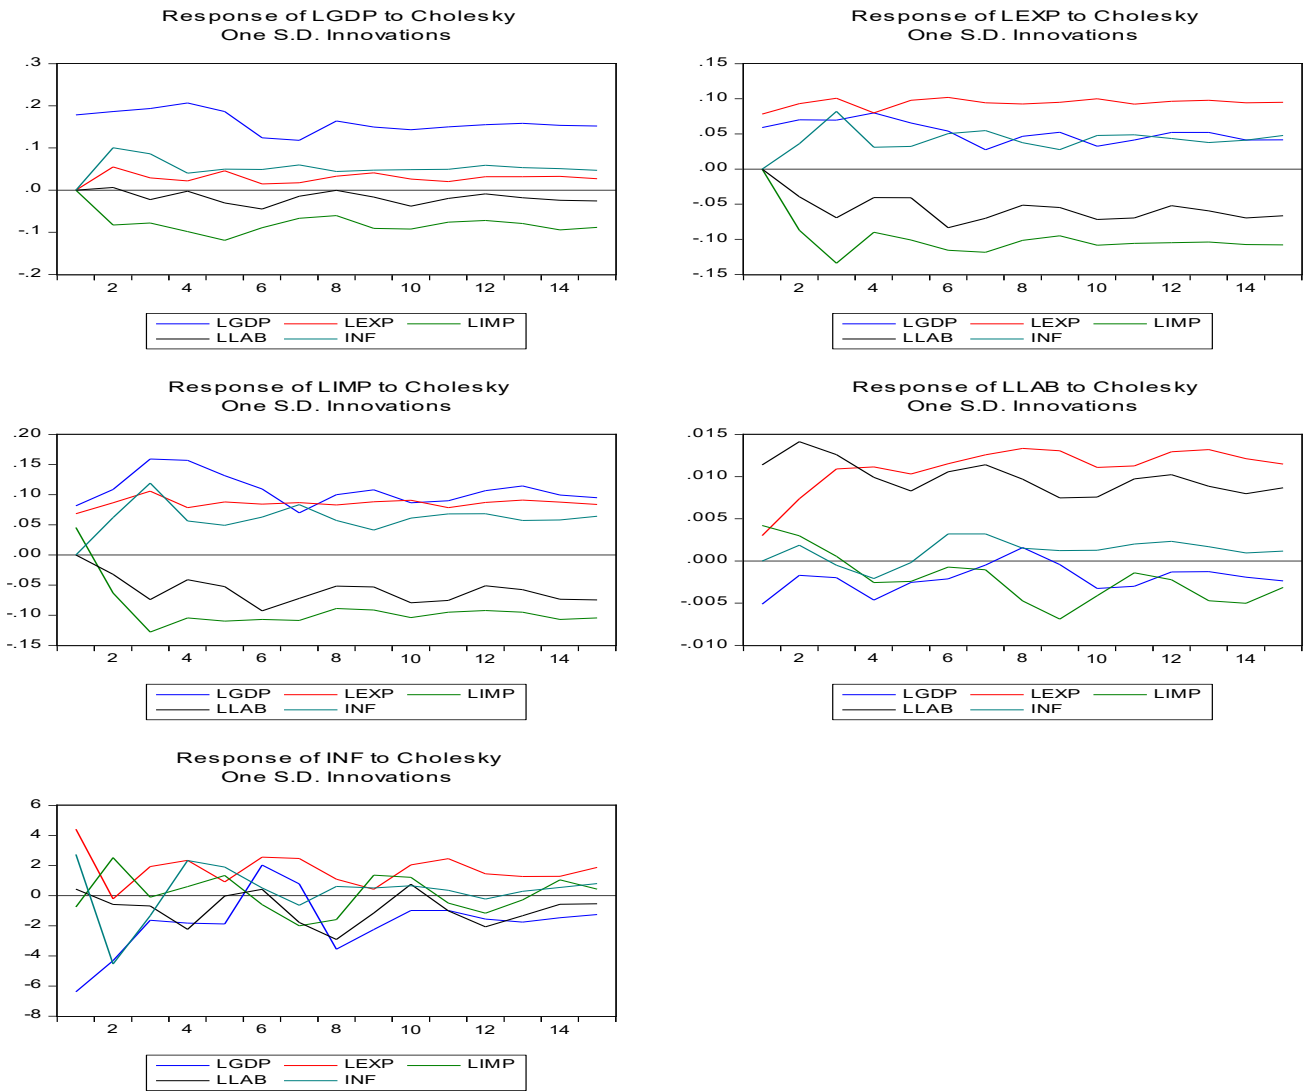 Response of LGDP to Cholesky
One S.D. Innovations
.3
.2
.1
.0
-.1
-.2
2 4 6 8 10 12 14
LGDP LEXP LIMP
LLAB INF
Response of LEXP to Cholesky
One S.D. Innovations
.15
.10
.05
.00
-.05
-.10
-.15
2 4 6 8 10 12 14
LGDP LEXP LIMP
LLAB INF
Response of LIMP to Cholesky
One S.D. Innovations
.20
.15
.10
.05
.00
-.05
-.10
-.15
2 4 6 8 10 12 14
LGDP LEXP LIMP
LLAB INF
Response of LLAB to Cholesky
One S.D. Innovations
.015
.010
.005
.000
-.005
-.010
2 4 6 8 10 12 14
LGDP LEXP LIMP
LLAB INF
Response of INF to Cholesky
One S.D. Innovations
6
4
2
0
-2
-4
-6
-8
2 4 6 8 10 12 14
LGDP LEXP LIMP
LLAB INF